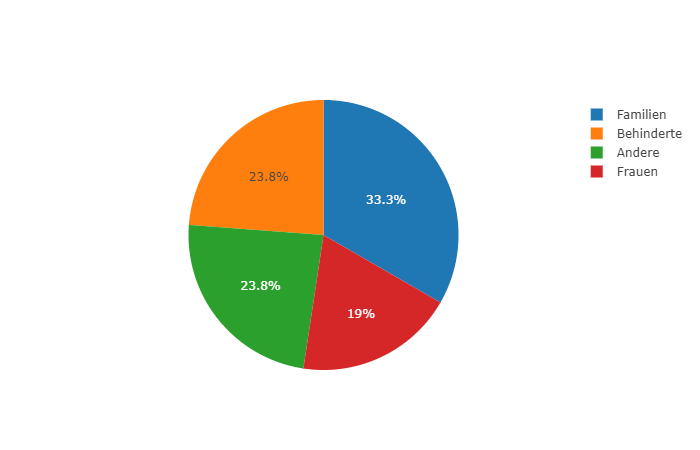 Familien
Behinderte
Andere
Frauen
23.8%
33.3%
23.8%
19%